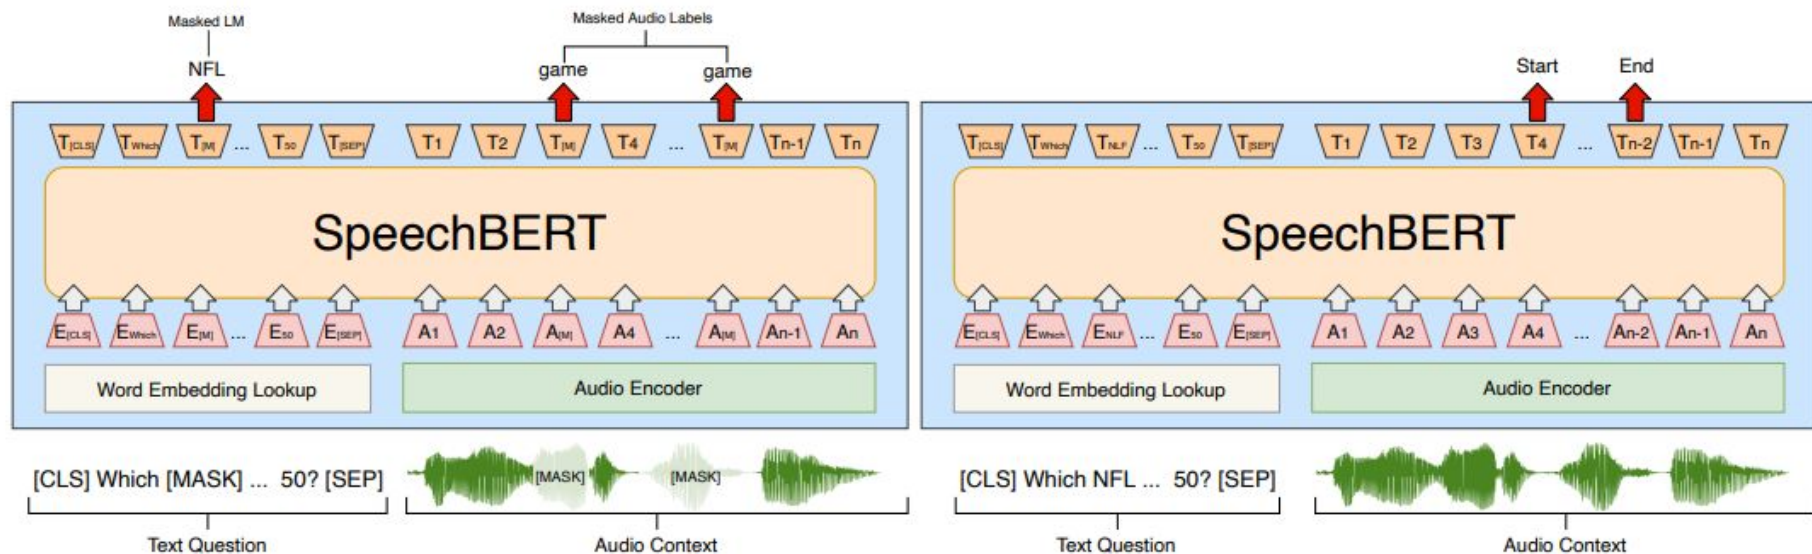 Masked LM
Masked Audio Labels
NFL
game
game
Start
End
T[CLS] TWhich T[M] ... T50 T[SEP] T1 T2 T[M] T4 ... T[M] Tn-1 Tn
T[CLS] TWhich TNLF ... T50 T[SEP] T1 T2 T3 T4 ... Tn-2 Tn-1 Tn
SpeechBERT
SpeechBERT
E[CLS] EWhich E[M] ... E50 E[SEP] A1 A2 A[M] A4 ... A[M] An-1 An
E[CLS] EWhich ENLF ... E50 E[SEP] A1 A2 A3 A4 ... An-2 An-1 An
Word Embedding Lookup
Audio Encoder
Word Embedding Lookup
Audio Encoder
[CLS] Which [MASK] ... 50? [SEP]
[MASK]
[MASK]
[CLS] Which NFL ... 50? [SEP]
Text Question
Audio Context
Text Question
Audio Context